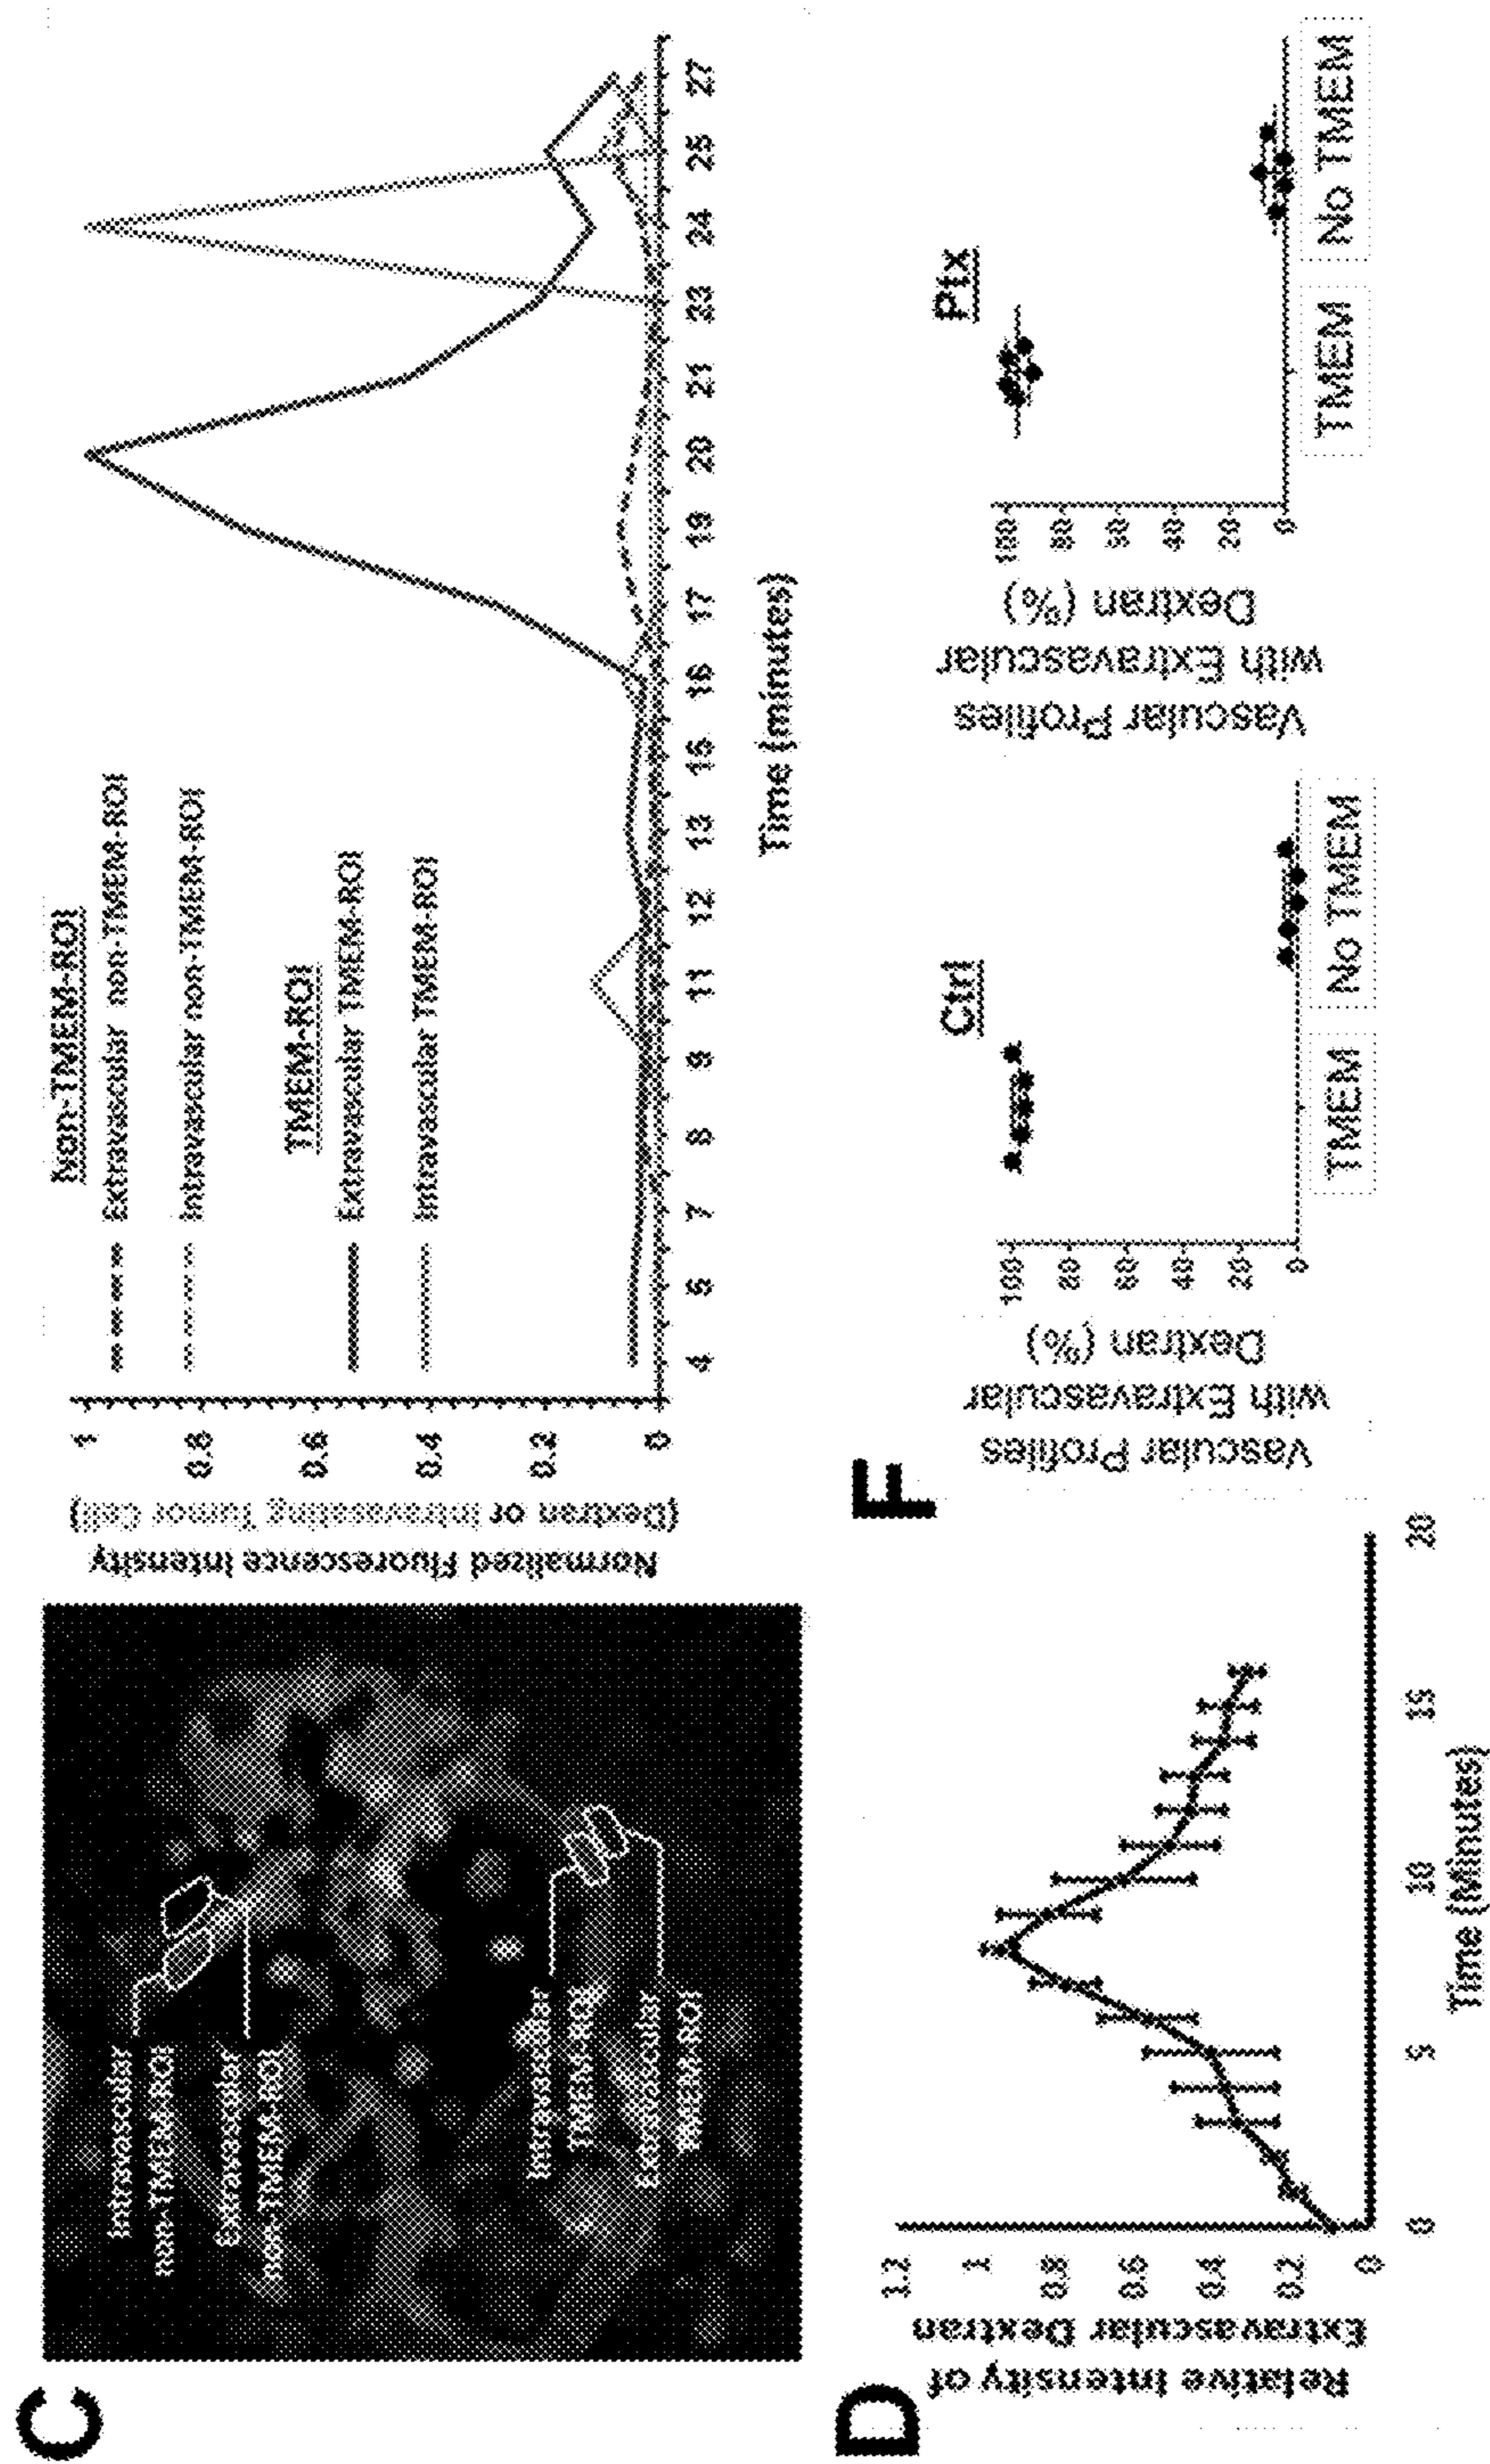 C
Intravascular
non-TMEM-ROI
Extravascular
non-TMEM-ROI
Intravascular
TMEM-ROI
Extravascular
TMEM-ROI
Normalized Fluorescence Intensity
(Dextran or Intravasating Tumor Cell)
1
0.8
0.6
0.4
0.2
0
Non-TMEM-ROI
Extravascular non-TMEM-ROI
Intravascular non-TMEM-ROI
TMEM-ROI
Extravascular TMEM-ROI
Intravascular TMEM-ROI
4 5 7 8 9 11 12 13 15 16 17 19 20 21 23 24 25 27
Time (minutes)
D
Relative Intensity of
Extravascular Dextran
1.2
1
0.8
0.6
0.4
0.2
0
0 5 10 15 20
Time (Minutes)
F
Vascular Profiles
with Extravascular
Dextran (%)
100
80
60
40
20
0
Ctrl
TMEM No TMEM
Vascular Profiles
with Extravascular
Dextran (%)
100
80
60
40
20
0
Ptx
TMEM No TMEM